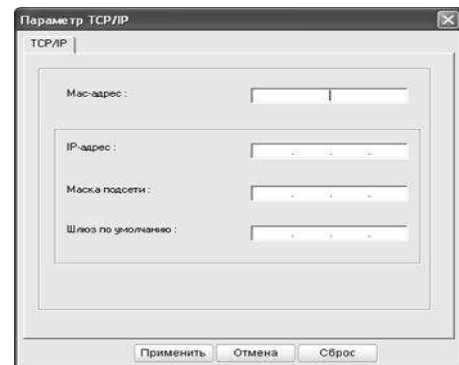 Параметр TCP/IP
TCP/IP
Mac-адрес :
IP-адрес :
Маска подсети :
Шлюз по умолчанию :
Применить Отмена Сброс